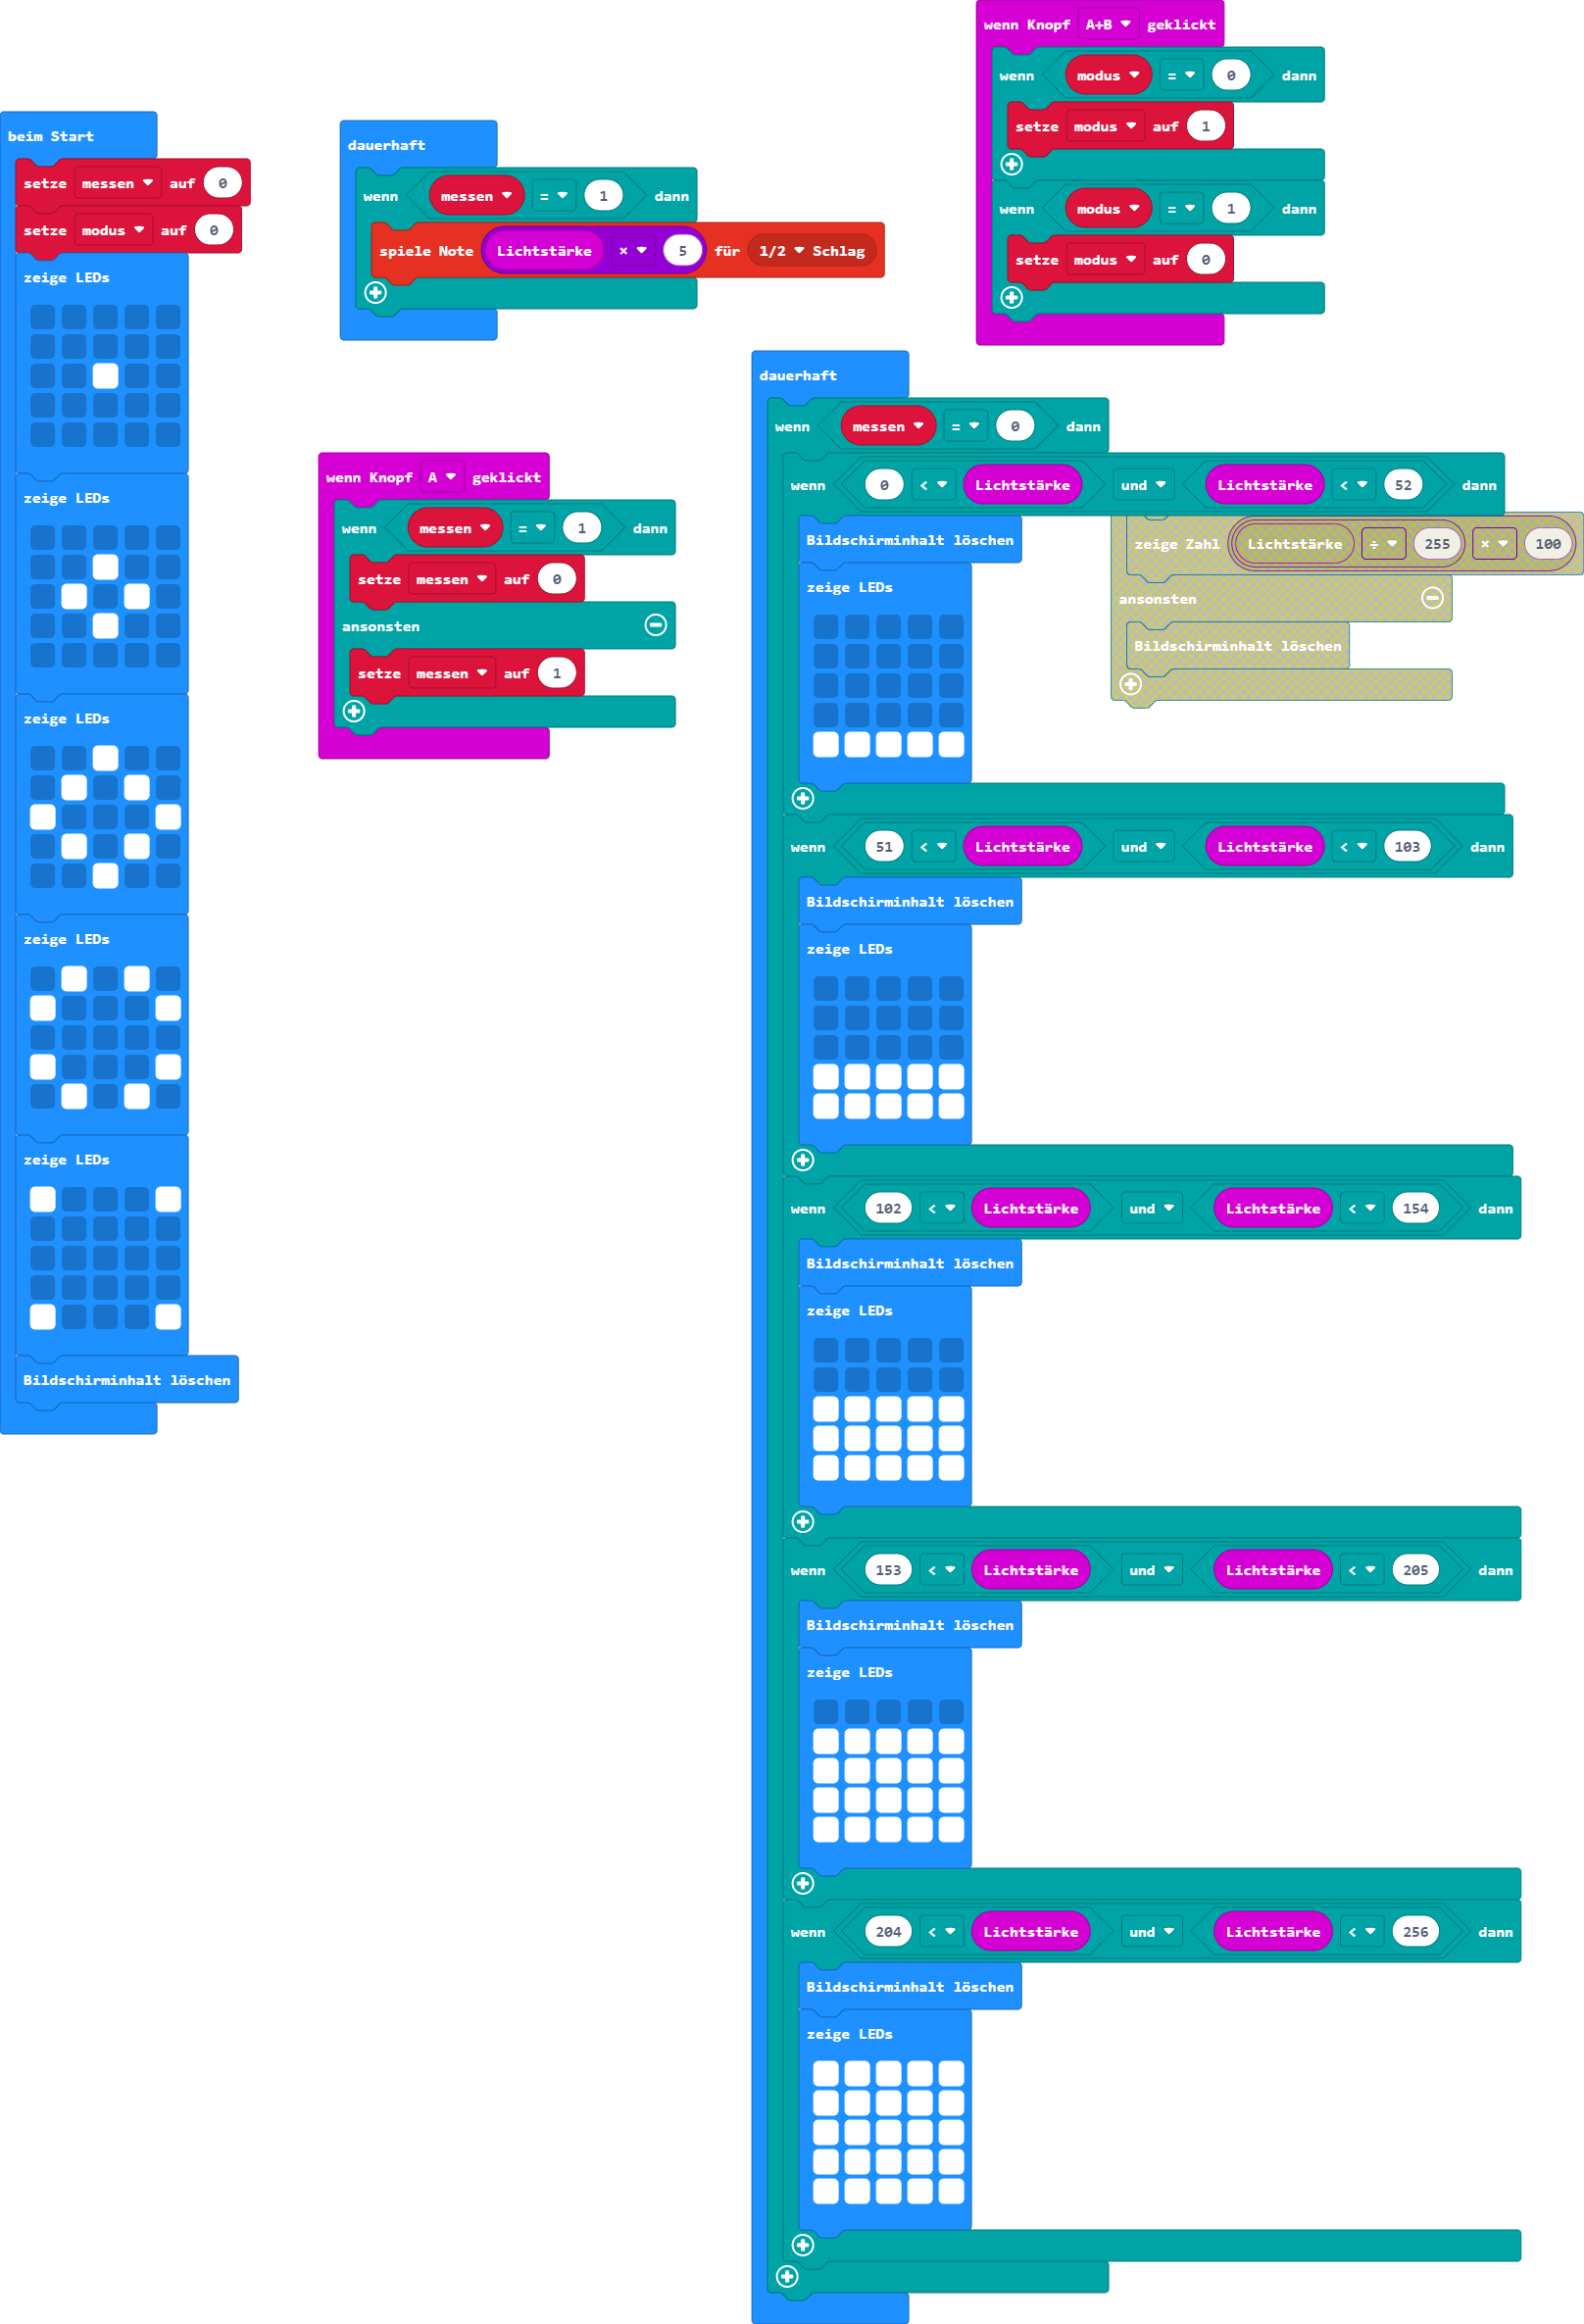 beim Start
setze messen auf 0
setze modus auf 0
zeige LEDs
zeige LEDs
zeige LEDs
zeige LEDs
zeige LEDs
Bildschirminhalt löschen
dauerhaft
wenn messen = 1 dann
spiele Note Lichtstärke × 5 für 1/2 Schlag
wenn Knopf A geklickt
wenn messen = 1 dann
setze messen auf 0
ansonsten
setze messen auf 1
wenn Knopf A+B geklickt
wenn modus = 0 dann
setze modus auf 1
wenn modus = 1 dann
setze modus auf 0
dauerhaft
wenn messen = 0 dann
wenn 0 < Lichtstärke und Lichtstärke < 52 dann
Bildschirminhalt löschen
zeige LEDs
wenn 51 < Lichtstärke und Lichtstärke < 103 dann
Bildschirminhalt löschen
zeige LEDs
wenn 102 < Lichtstärke und Lichtstärke < 154 dann
Bildschirminhalt löschen
zeige LEDs
wenn 153 < Lichtstärke und Lichtstärke < 205 dann
Bildschirminhalt löschen
zeige LEDs
wenn 204 < Lichtstärke und Lichtstärke < 256 dann
Bildschirminhalt löschen
zeige LEDs
zeige Zahl Lichtstärke ÷ 255 × 100
ansonsten
Bildschirminhalt löschen